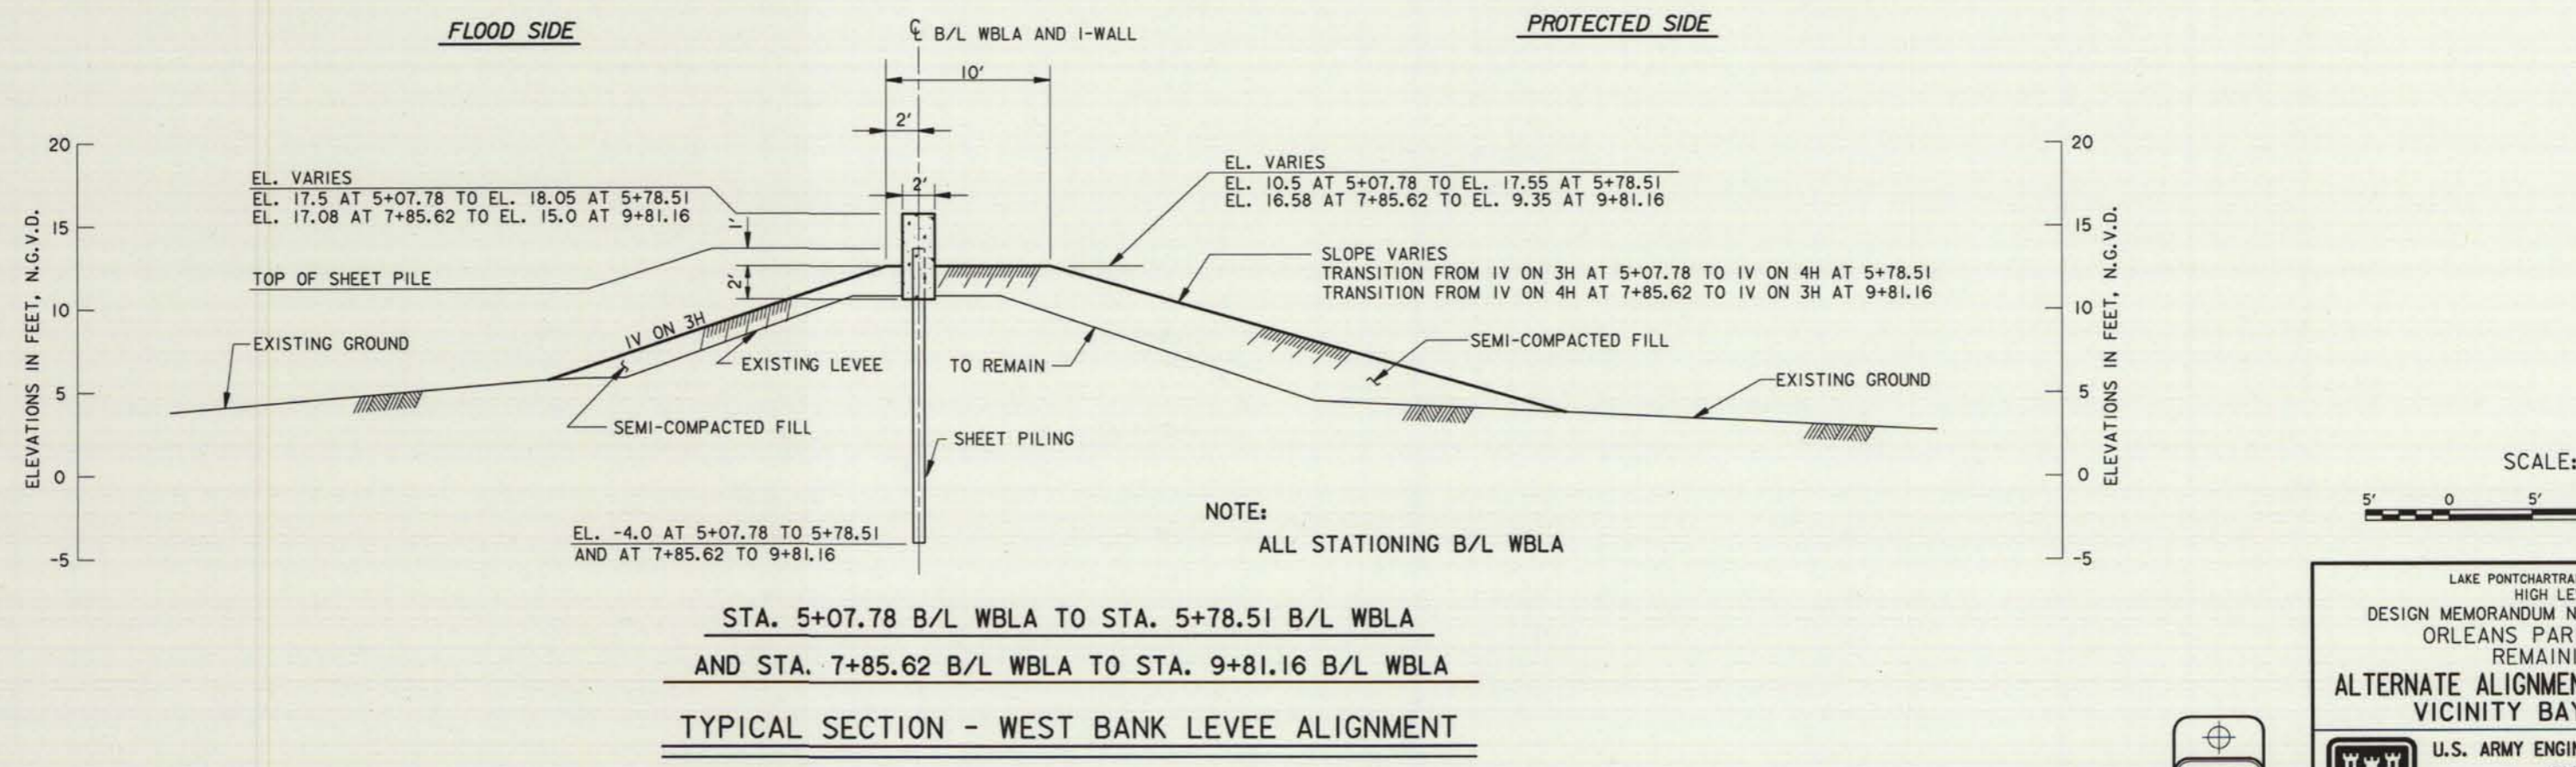 FLOOD SIDE
℄ B/L WBLA AND I-WALL
PROTECTED SIDE
10'
2'
2'
1'
2'
20
15
10
5
0
-5
ELEVATIONS IN FEET, N.G.V.D.
EL. VARIES
EL. 17.5 AT 5+07.78 TO EL. 18.05 AT 5+78.51
EL. 17.08 AT 7+85.62 TO EL. 15.0 AT 9+81.16
TOP OF SHEET PILE
EXISTING GROUND
1V ON 3H
EXISTING LEVEE
SEMI-COMPACTED FILL
EL. -4.0 AT 5+07.78 TO 5+78.51
AND AT 7+85.62 TO 9+81.16
SHEET PILING
TO REMAIN
EL. VARIES
EL. 10.5 AT 5+07.78 TO EL. 17.55 AT 5+78.51
EL. 16.58 AT 7+85.62 TO EL. 9.35 AT 9+81.16
SLOPE VARIES
TRANSITION FROM 1V ON 3H AT 5+07.78 TO 1V ON 4H AT 5+78.51
TRANSITION FROM 1V ON 4H AT 7+85.62 TO 1V ON 3H AT 9+81.16
SEMI-COMPACTED FILL
EXISTING GROUND
20
15
10
5
0
-5
ELEVATIONS IN FEET, N.G.V.D.
NOTE:
ALL STATIONING B/L WBLA
STA. 5+07.78 B/L WBLA TO STA. 5+78.51 B/L WBLA
AND STA. 7+85.62 B/L WBLA TO STA. 9+81.16 B/L WBLA
TYPICAL SECTION - WEST BANK LEVEE ALIGNMENT
SCALE:
5' 0 5'
LAKE
HIGH
DESIGN MEMORANDUM
ORLEANS
ALTERNATE
VICINITY
U.S. ARMY